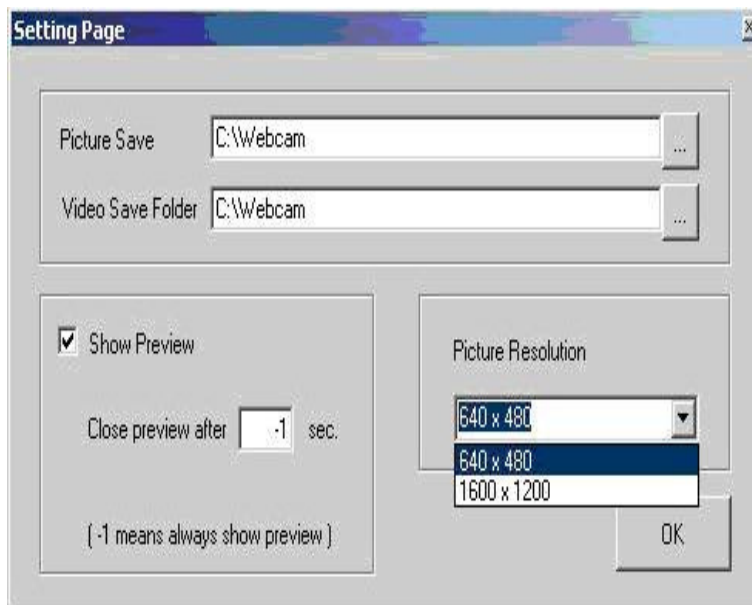 Setting Page
Picture Save C:\Webcam ...
Video Save Folder C:\Webcam ...
Show Preview
Close preview after -1 sec.
( -1 means always show preview )
Picture Resolution
640 x 480
640 x 480
1600 x 1200
OK